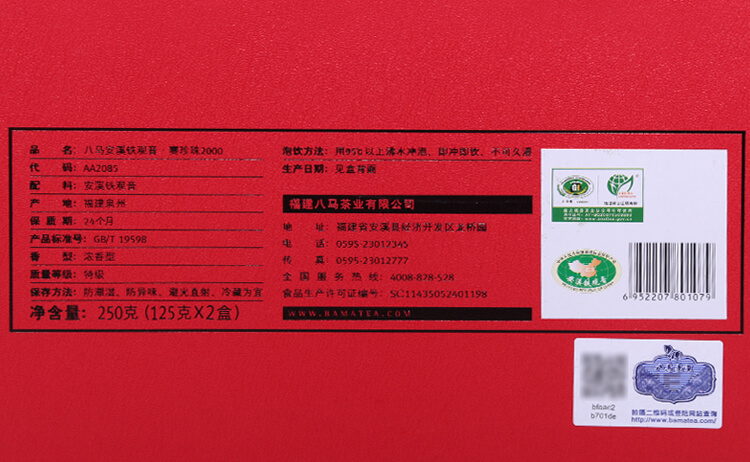 品 名：八马安溪铁观音·赛珍珠2000
代 码：AA2085
配 料：安溪铁观音
产 地：福建泉州
保 质 期：24个月
产品标准号：GB/T 19598
香 型：浓香型
质量等级：特级
保存方法：防潮湿、防异味、避光直射、冷藏为宜
净含量：250克(125克×2盒)
泡饮方法：用95℃以上沸水冲泡、即冲即饮、不可久浸
生产日期：见盒背面
福建八马茶业有限公司
地 址：福建省安溪县经济开发区龙桥园
电 话：0595-23012345
传 真：0595-23012777
全 国 服 务 热 线：4008-828-528
食品生产许可证编号：SC11435052401198
WWW.BAMATEA.COM
安溪铁观音
6952207801079
bfaac2
b701de
拍摄二维码或登陆网站查询
http://www.bamatea.com